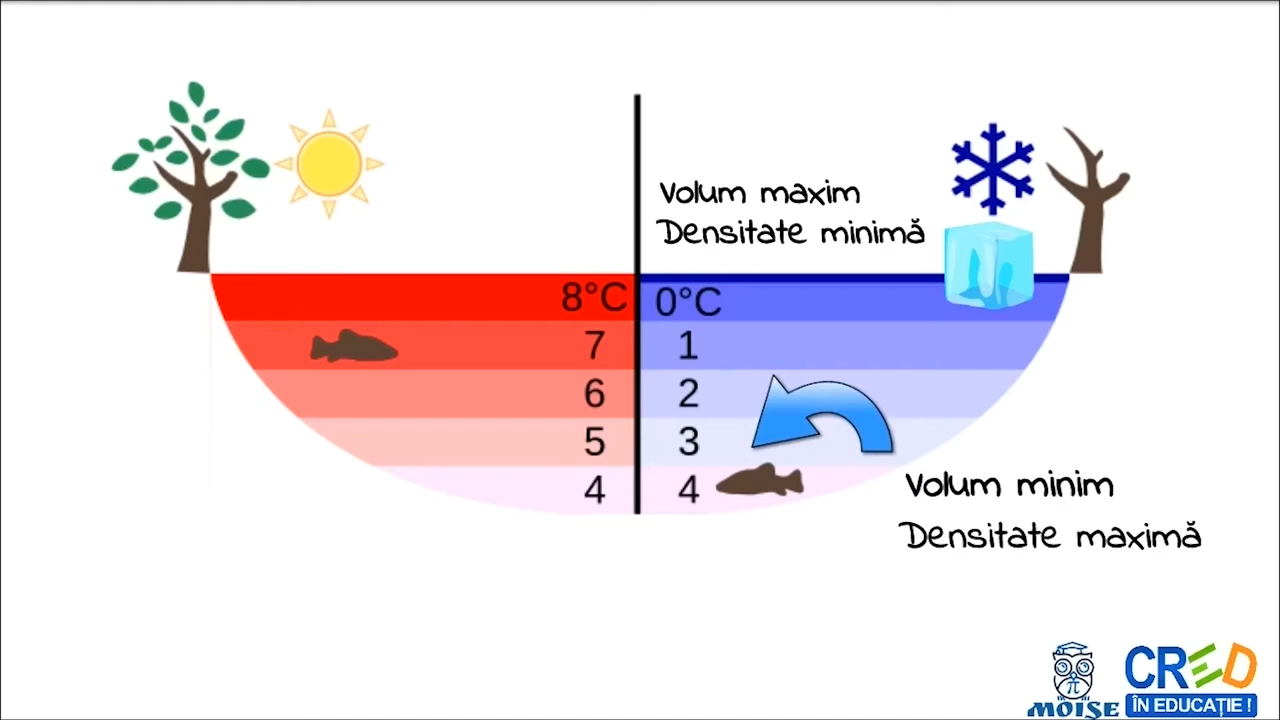 Volum maxim
Densitate minimă
8°C 0°C
7 1
6 2
5 3
4 4
Volum minim
Densitate maximă
π
MOISE
CRED
ÎN EDUCAȚIE !